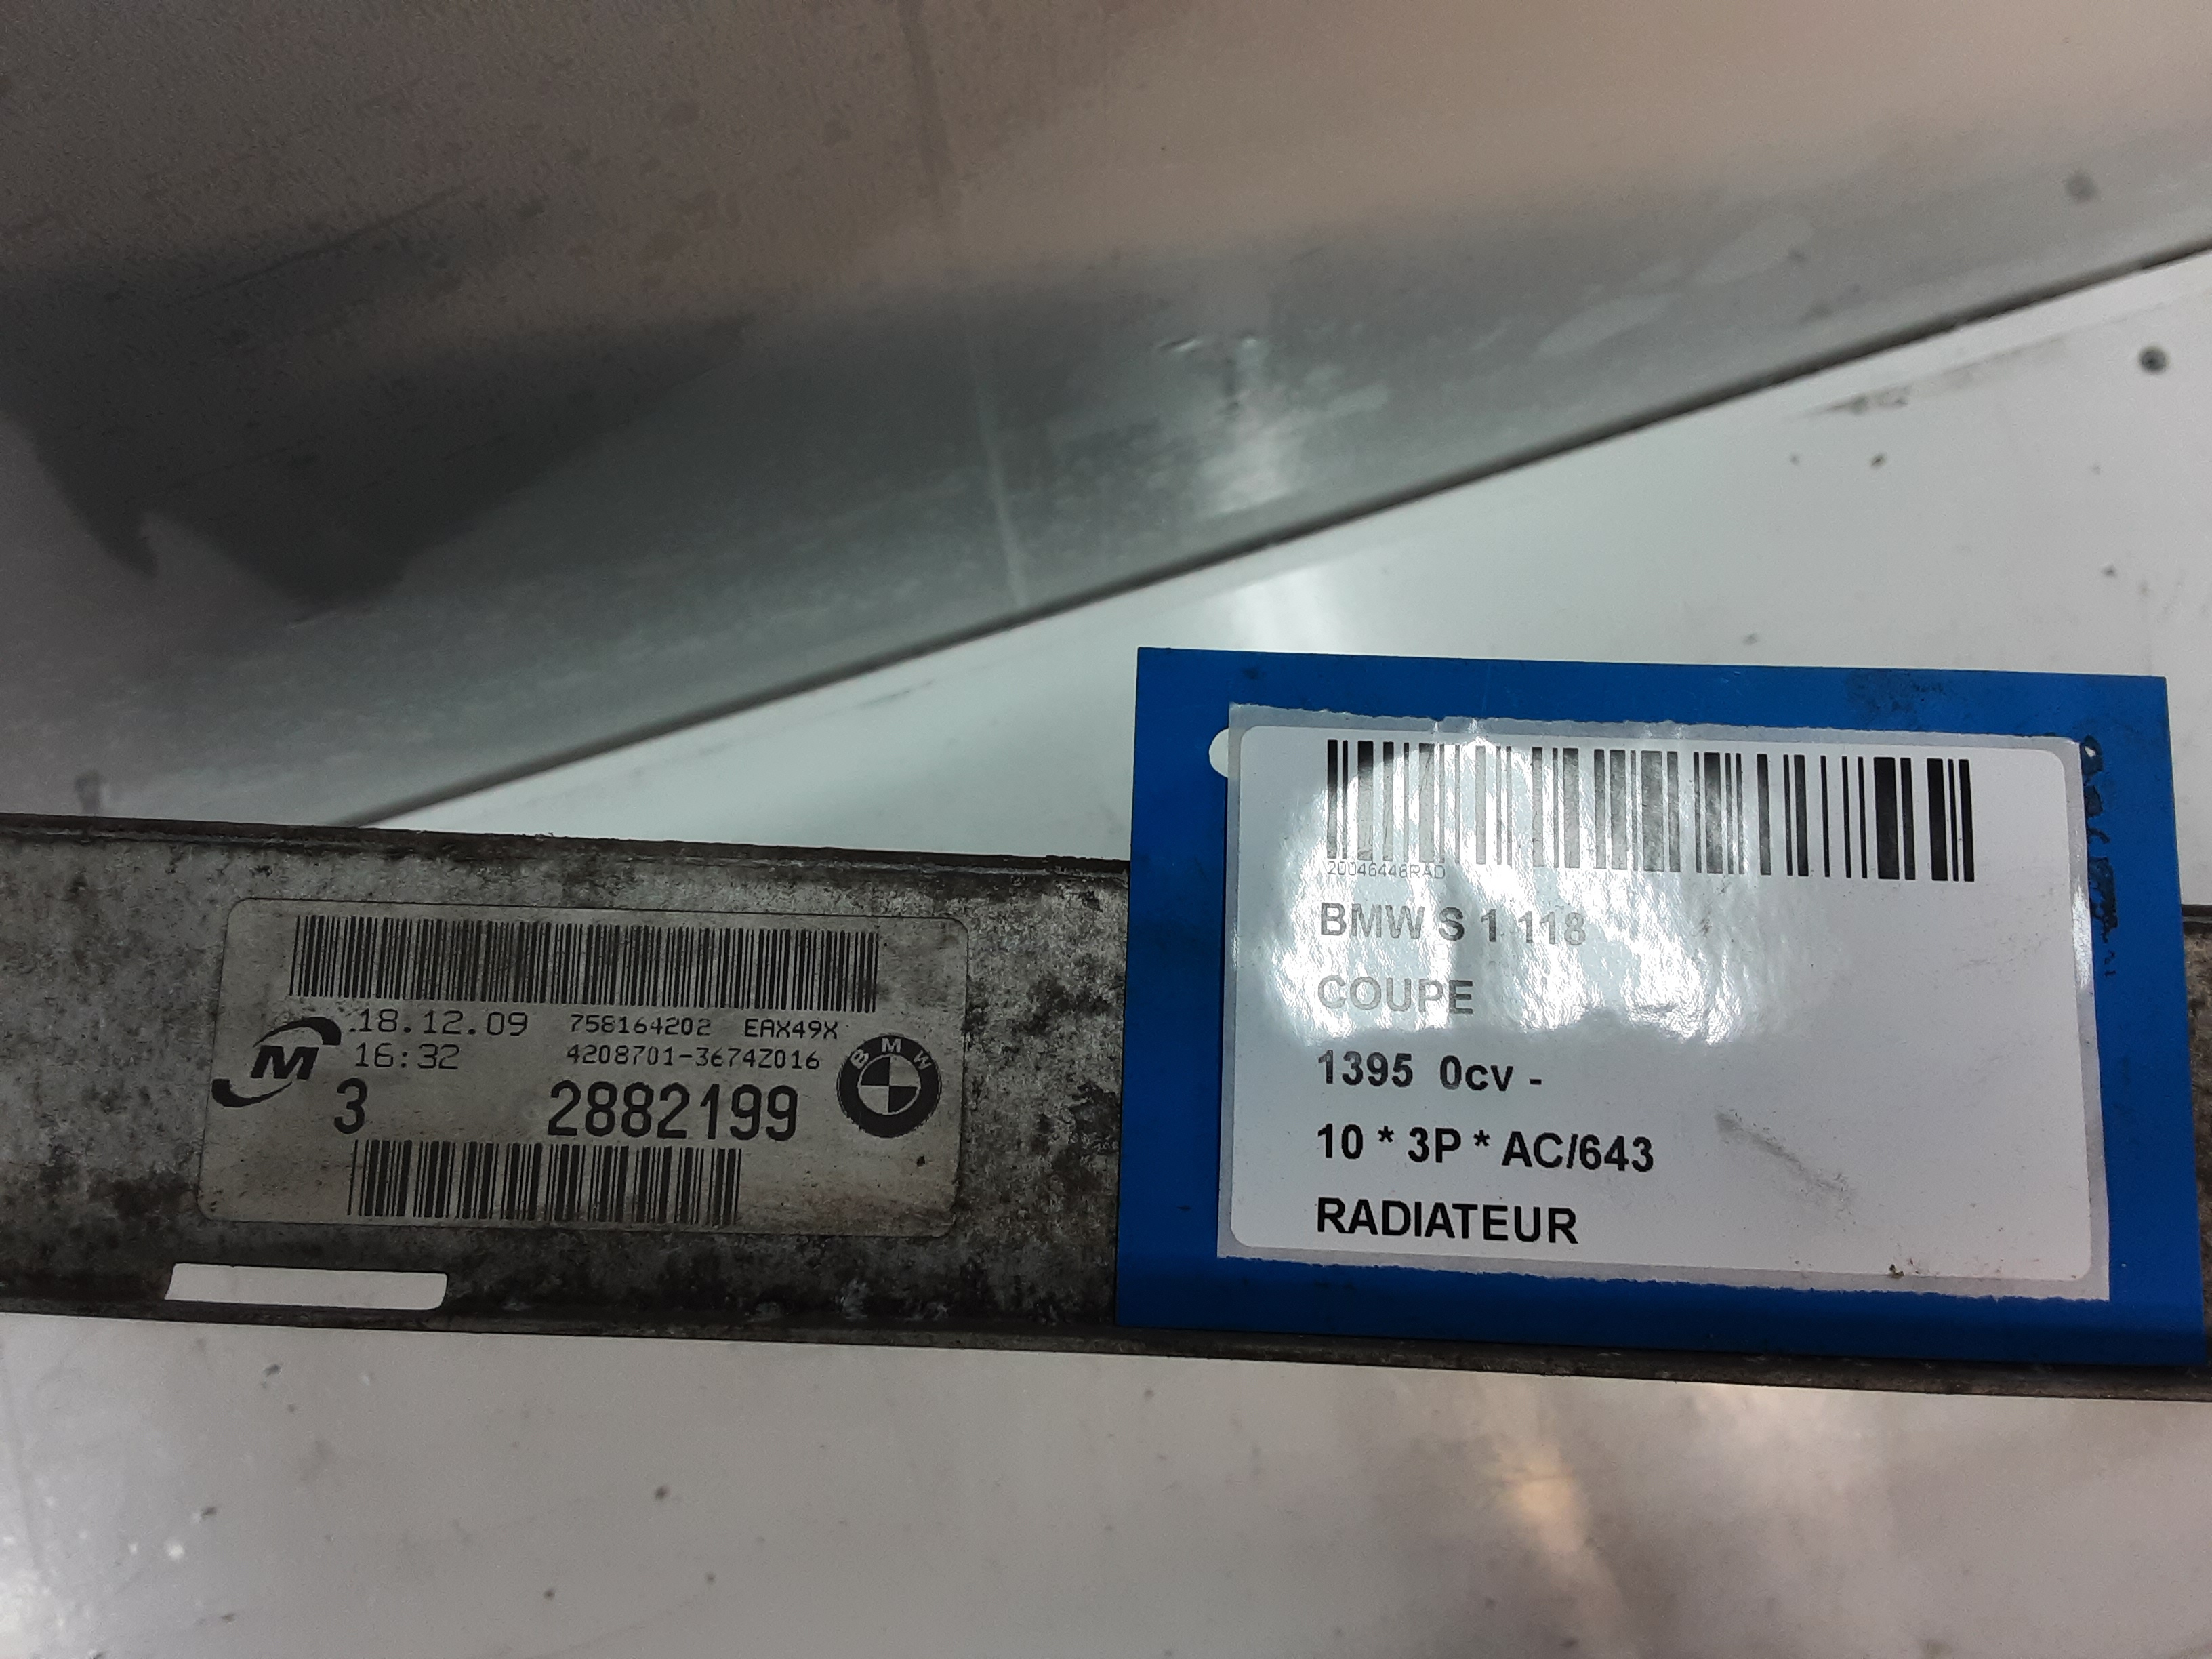 18.12.09 758164202 EAX49X
16:32 4208701-3674Z016
M
BMW
3 2882199
20046446RAD
BMW S 1 118
COUPE
1395 0cv -
10 * 3P * AC/643
RADIATEUR